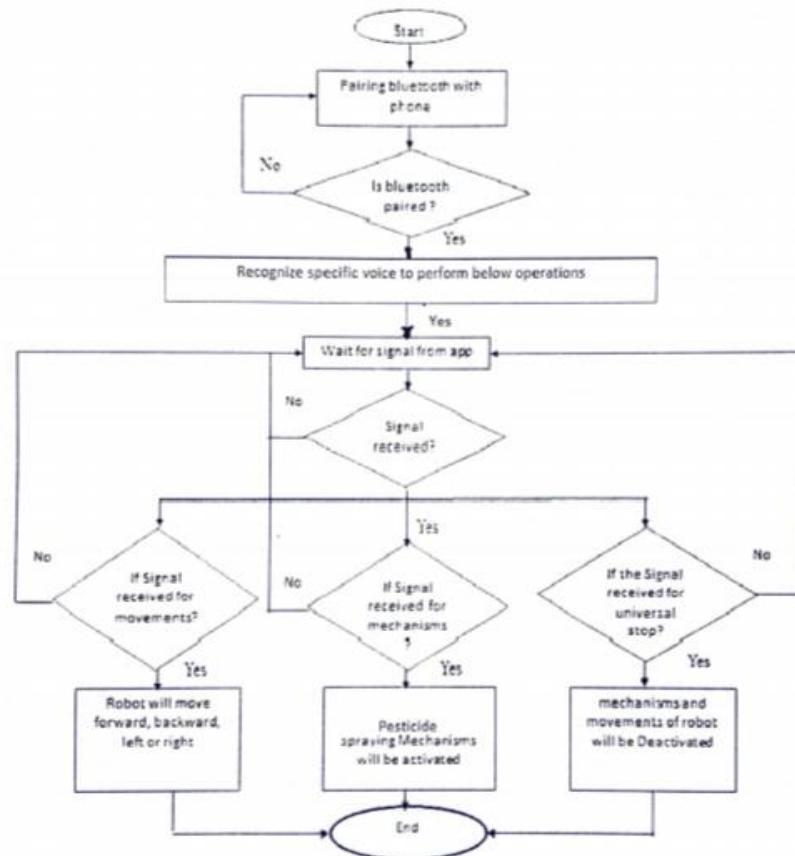 Start
Pairing bluetooth with
phone
No
Is bluetooth
paired ?
Yes
Recognize specific voice to perform below operations
Yes
Wait for signal from app
No
Signal
received?
Yes
No
If Signal
received for
movements?
Yes
No
If Signal
received for
mechanisms
?
Yes
If the Signal
received for
universal
stop?
No
Yes
Robot will move
forward, backward,
left or right
Pesticide
spraying Mechanisms
will be activated
mechanisms and
movements of robot
will be Deactivated
End